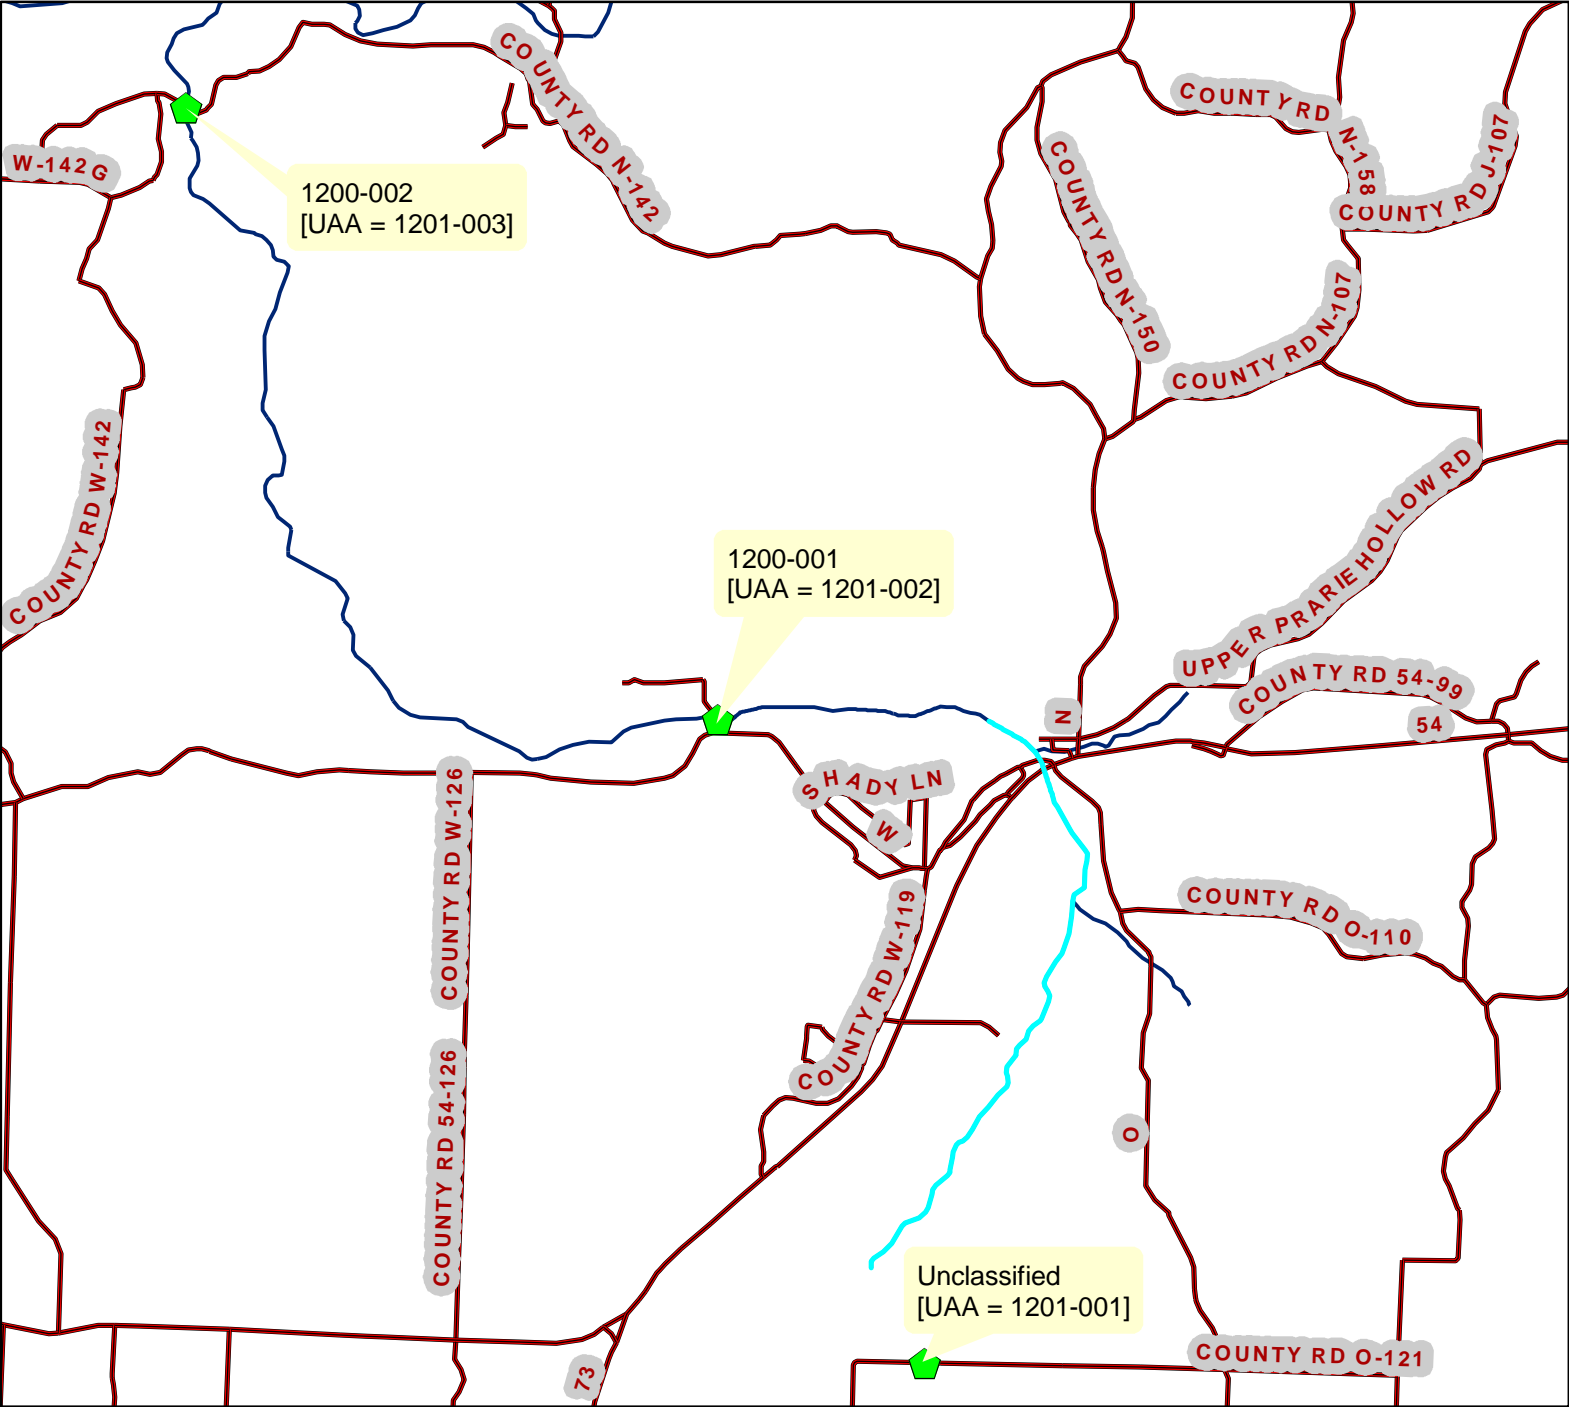 COUNTY RD N-142
COUNTY RD N-158
COUNTY RD J-107
W-142G
1200-002
[UAA = 1201-003]
COUNTY RD N-150
COUNTY RD N-107
COUNTY RD W-142
UPPER PRARIE HOLLOW RD
1200-001
[UAA = 1201-002]
COUNTY RD 54-99
N
54
SHADY LN
W
COUNTY RD W-126
COUNTY RD W-119
COUNTY RD O-110
COUNTY RD 54-126
O
Unclassified
[UAA = 1201-001]
COUNTY RD O-121
73